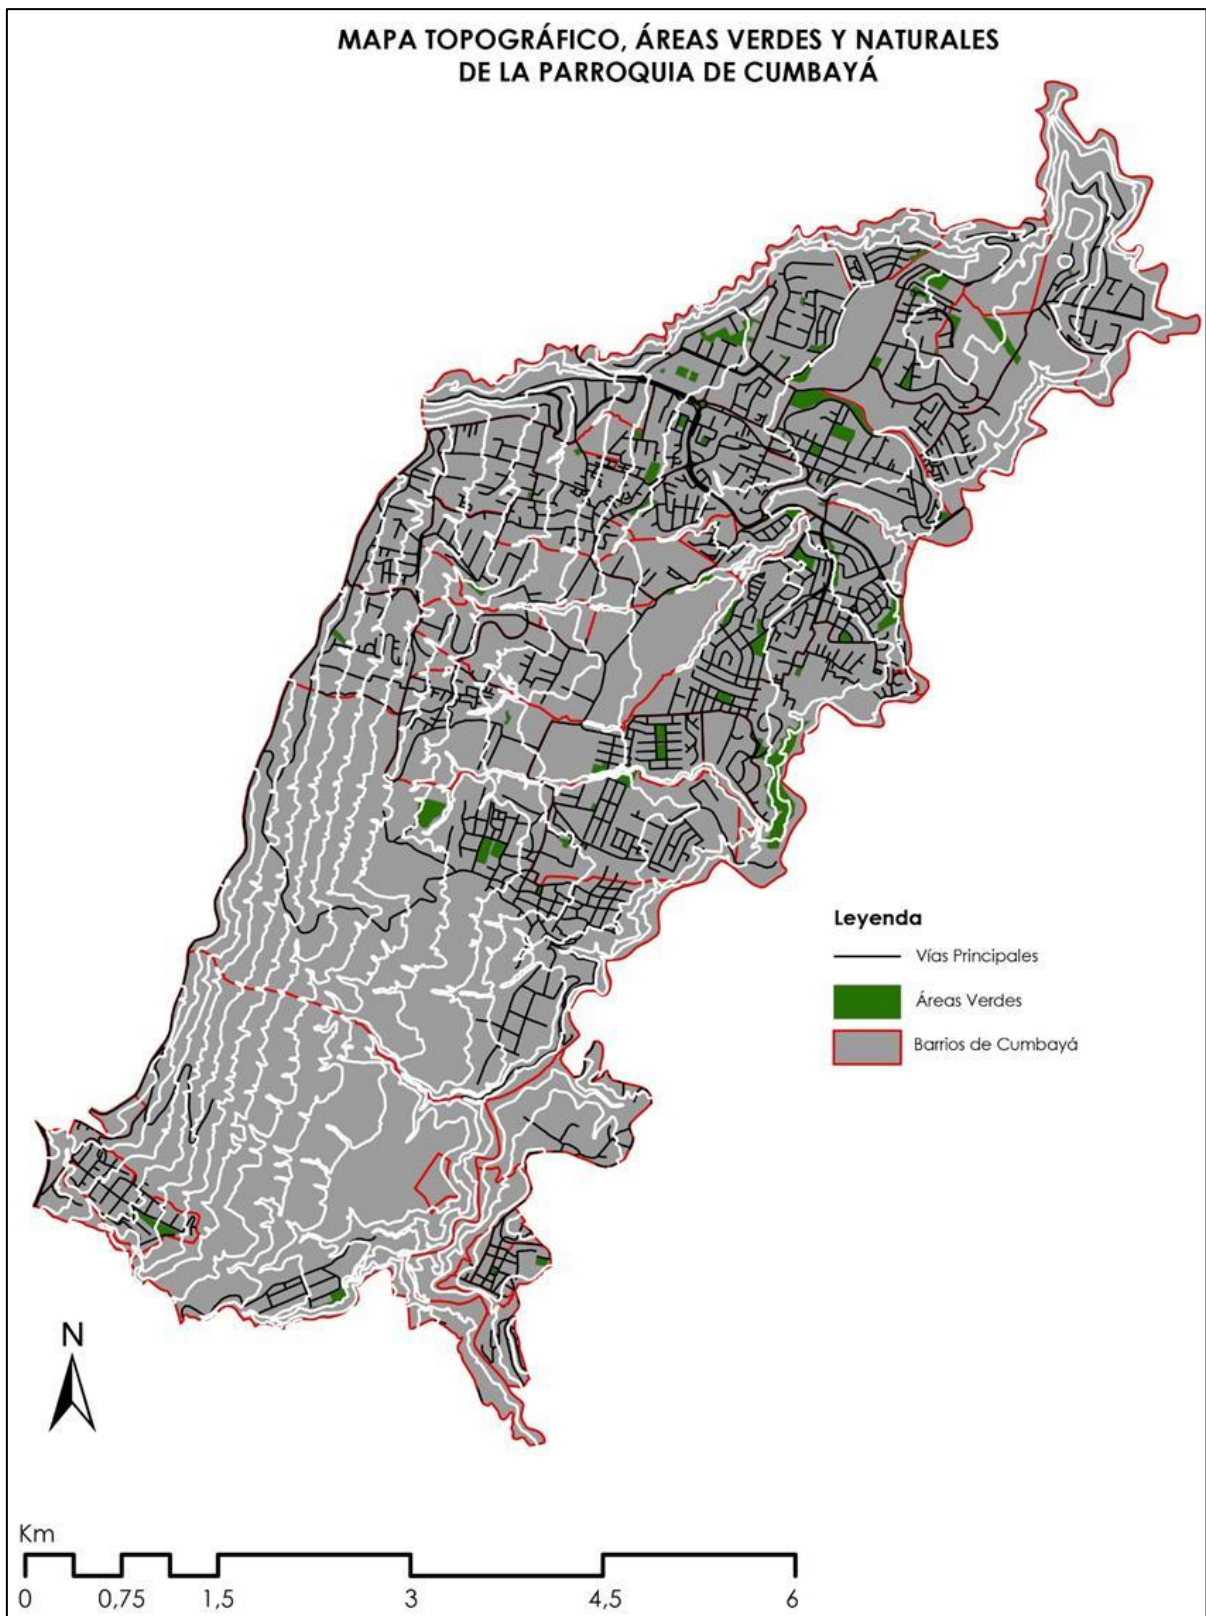 MAPA TOPOGRÁFICO, ÁREAS VERDES Y NATURALES
DE LA PARROQUIA DE CUMBAYÁ
Leyenda
Vías Principales
Áreas Verdes
Barrios de Cumbayá
N
Km
0 0,75 1,5 3 4,5 6